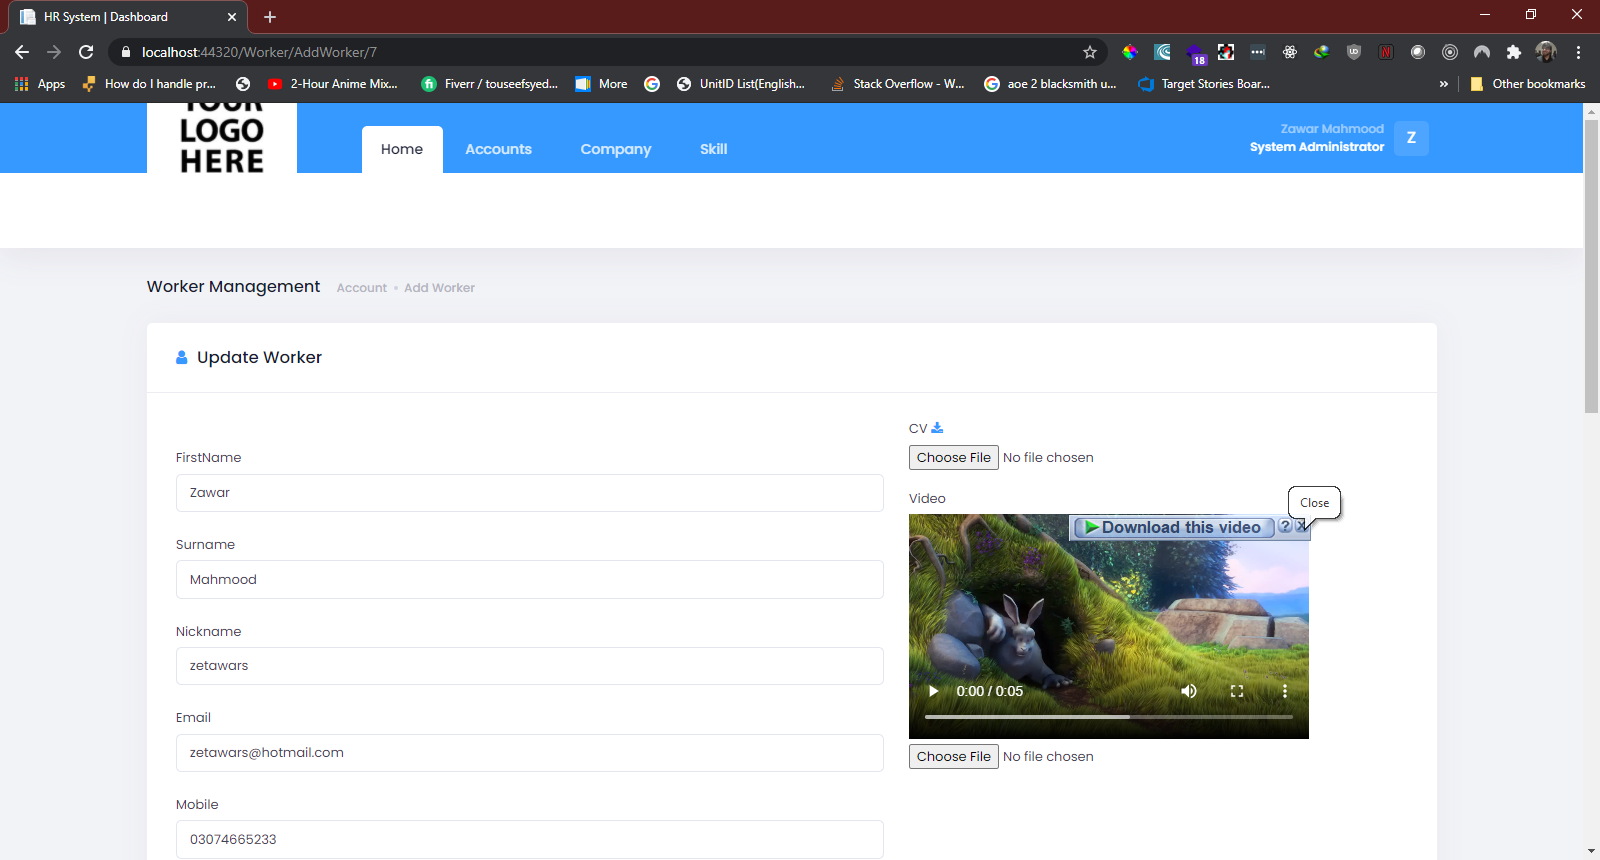 HR System | Dashboard
localhost:44320/Worker/AddWorker/7
18
Apps
How do I handle pr...
2-Hour Anime Mix...
Fiverr / touseefsyed...
More
UnitID List(English...
Stack Overflow - W...
aoe 2 blacksmith u...
Target Stories Boar...
»
Other bookmarks
YOUR
LOGO
HERE
Home
Accounts
Company
Skill
Zawar Mahmood
System Administrator
Z
Worker Management
Account • Add Worker
Update Worker
FirstName
Zawar
Surname
Mahmood
Nickname
zetawars
Email
zetawars@hotmail.com
Mobile
03074665233
CV
Choose File No file chosen
Video
Close
Download this video
?
x
0:00 / 0:05
Choose File No file chosen